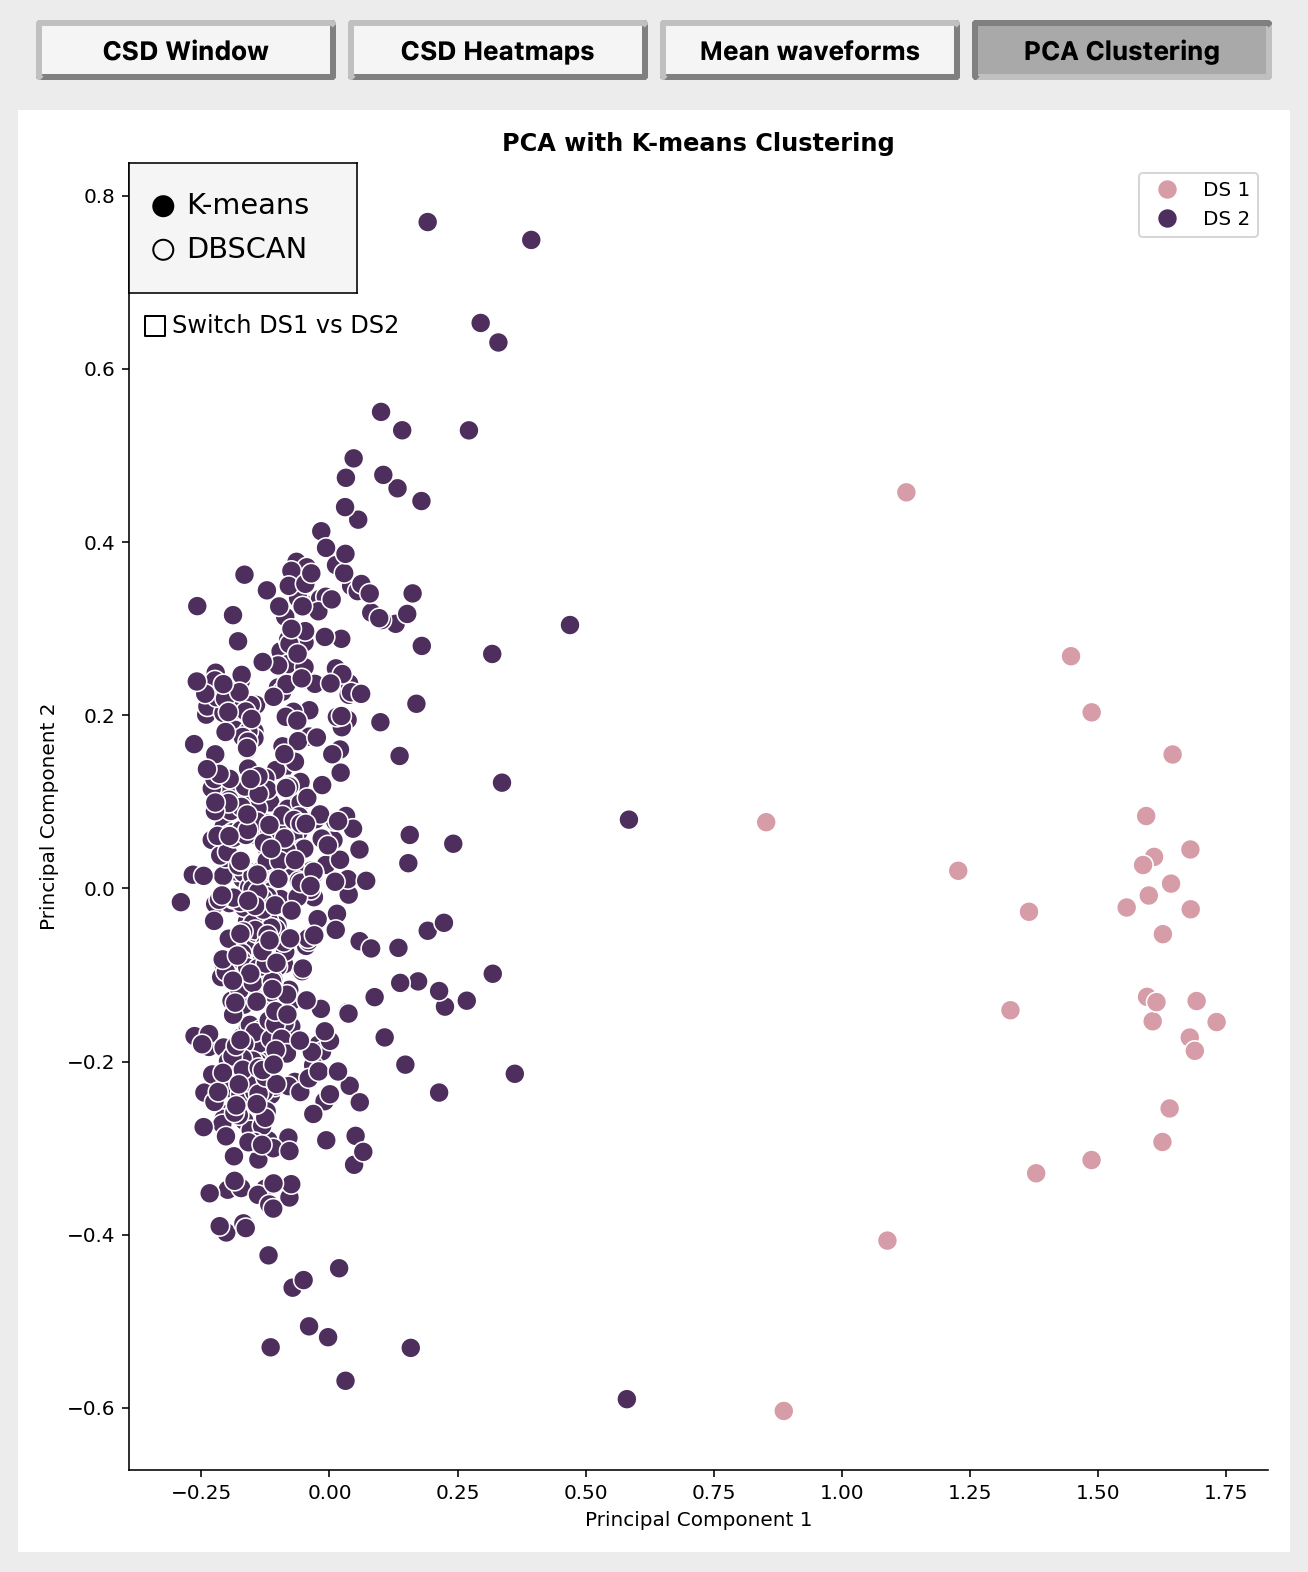 CSD Window
CSD Heatmaps
Mean waveforms
PCA Clustering
PCA with K-means Clustering
K-means
DBSCAN
Switch DS1 vs DS2
DS 1
DS 2
0.8
0.6
0.4
0.2
0.0
−0.2
−0.4
−0.6
Principal Component 2
−0.25 0.00 0.25 0.50 0.75 1.00 1.25 1.50 1.75
Principal Component 1